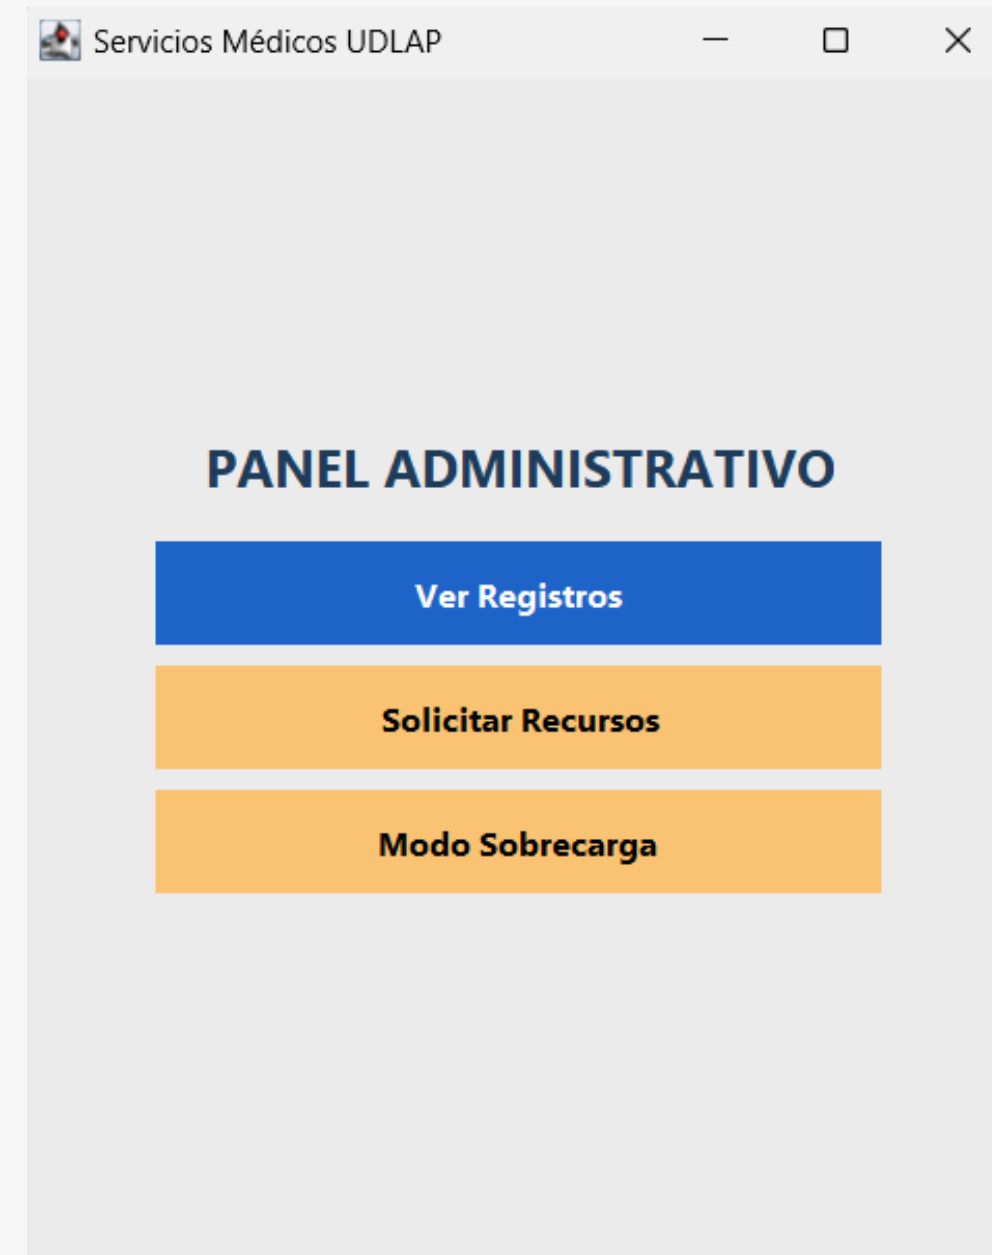 Servicios Médicos UDLAP
PANEL ADMINISTRATIVO
Ver Registros
Solicitar Recursos
Modo Sobrecarga